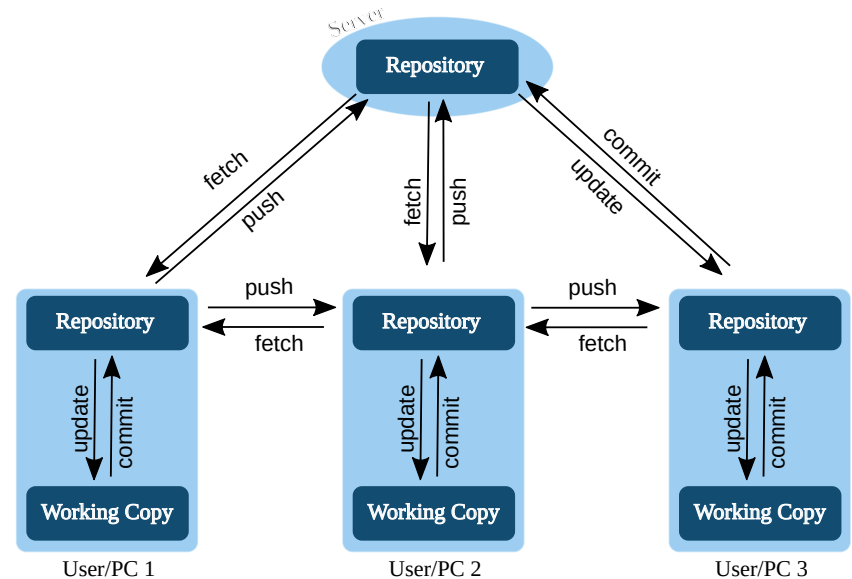 Server
Repository
fetch
push
fetch
push
commit
update
push
fetch
push
fetch
Repository
Repository
Repository
update
commit
update
commit
update
commit
Working Copy
Working Copy
Working Copy
User/PC 1
User/PC 2
User/PC 3